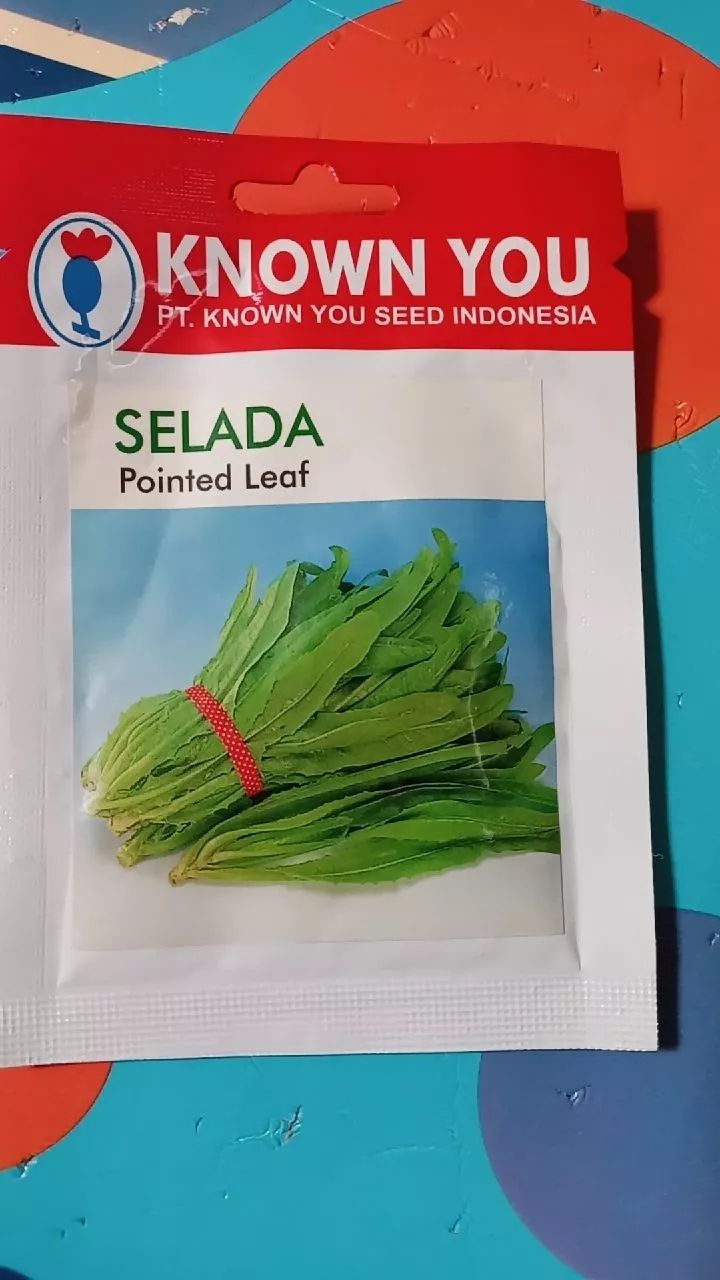 KNOWN YOU
PT. KNOWN YOU SEED INDONESIA
SELADA
Pointed Leaf